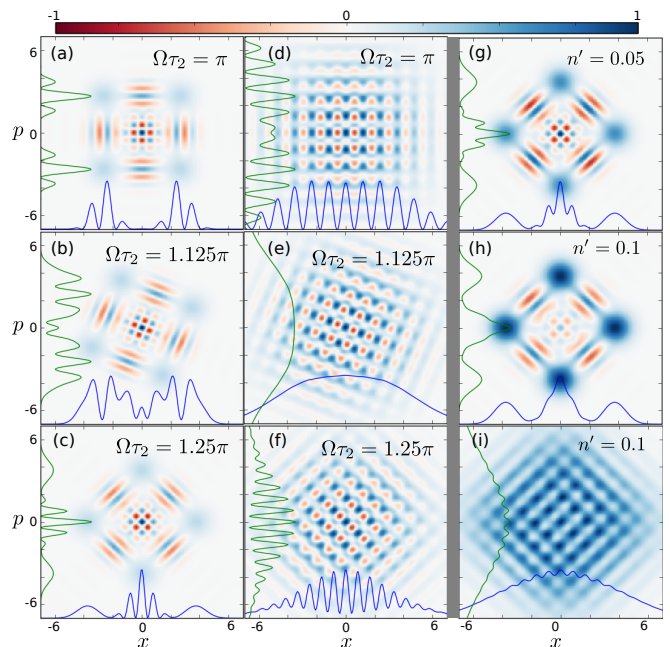 -1 0 1
(a) Ωτ₂ = π (d) Ωτ₂ = π (g) n′ = 0.05
6
p 0
-6
(b) Ωτ₂ = 1.125π (e) Ωτ₂ = 1.125π (h) n′ = 0.1
6
p 0
-6
(c) Ωτ₂ = 1.25π (f) Ωτ₂ = 1.25π (i) n′ = 0.1
6
p 0
-6
-6 0 6 -6 0 6 -6 0 6
x x x